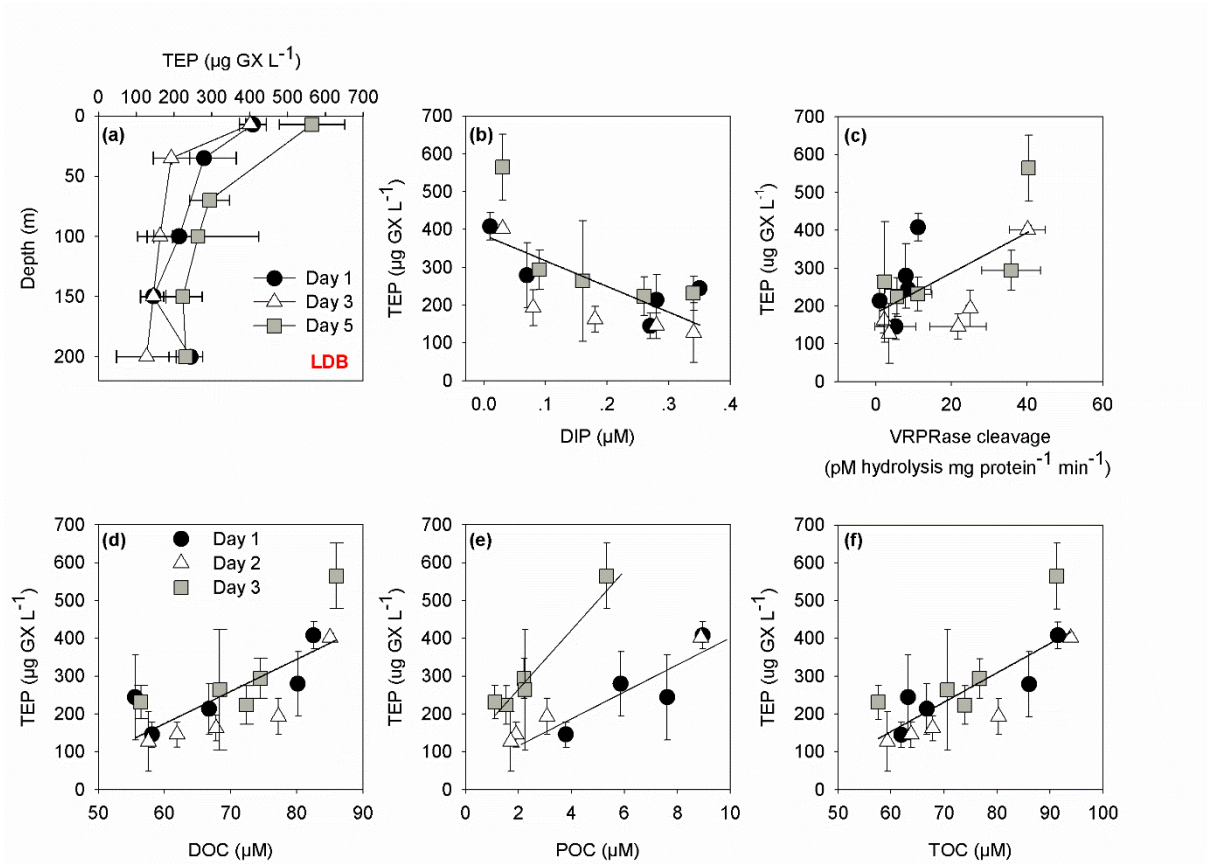 TEP (µg GX L-1)
0 100 200 300 400 500 600 700
(a)
Depth (m)
0
50
100
150
200
Day 1
Day 3
Day 5
LDB
(b)
TEP (µg GX L-1)
700
600
500
400
300
200
100
0
0.0 .1 .2 .3 .4
DIP (µM)
(c)
TEP (ug GX L-1)
700
600
500
400
300
200
100
0
0 20 40 60
VRPRase cleavage
(pM hydrolysis mg protein-1 min-1)
(d)
Day 1
Day 2
Day 3
TEP (µg GX L-1)
700
600
500
400
300
200
100
0
50 60 70 80 90
DOC (µM)
(e)
TEP (ug GX L-1)
700
600
500
400
300
200
100
0
0 2 4 6 8 10
POC (µM)
(f)
TEP (ug GX L-1)
700
600
500
400
300
200
100
0
50 60 70 80 90 100
TOC (µM)